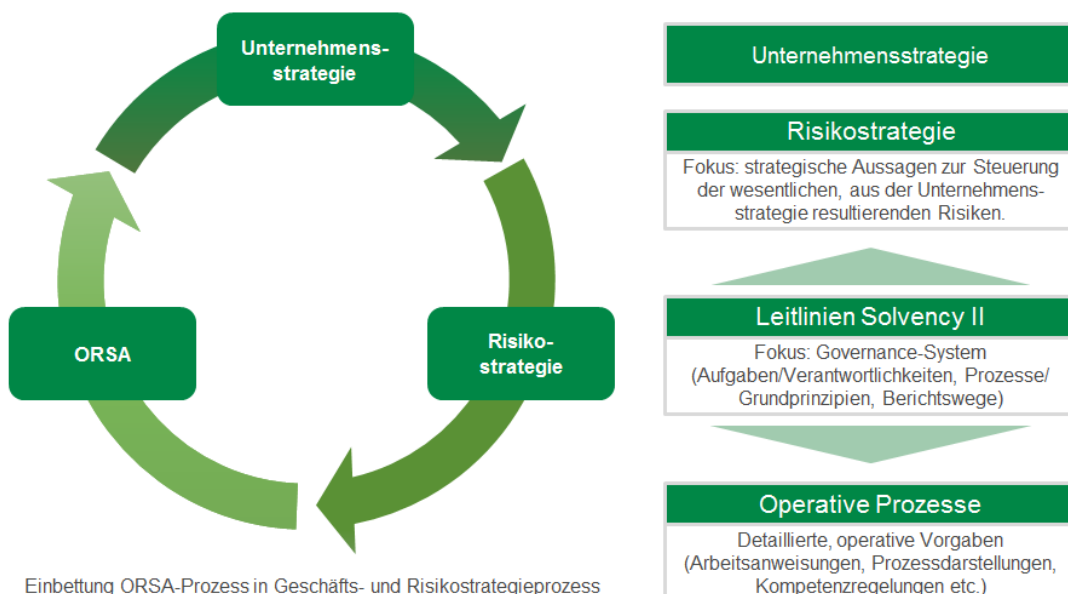 Unternehmens-
strategie
ORSA
Risiko-
strategie
Einbettung ORSA-Prozess in Geschäfts- und Risikostrategieprozess
Unternehmensstrategie
Risikostrategie
Fokus: strategische Aussagen zur Steuerung
der wesentlichen, aus der Unternehmens-
strategie resultierenden Risiken.
Leitlinien Solvency II
Fokus: Governance-System
(Aufgaben/Verantwortlichkeiten, Prozesse/
Grundprinzipien, Berichtswege)
Operative Prozesse
Detaillierte, operative Vorgaben
(Arbeitsanweisungen, Prozessdarstellungen,
Kompetenzregelungen etc.)